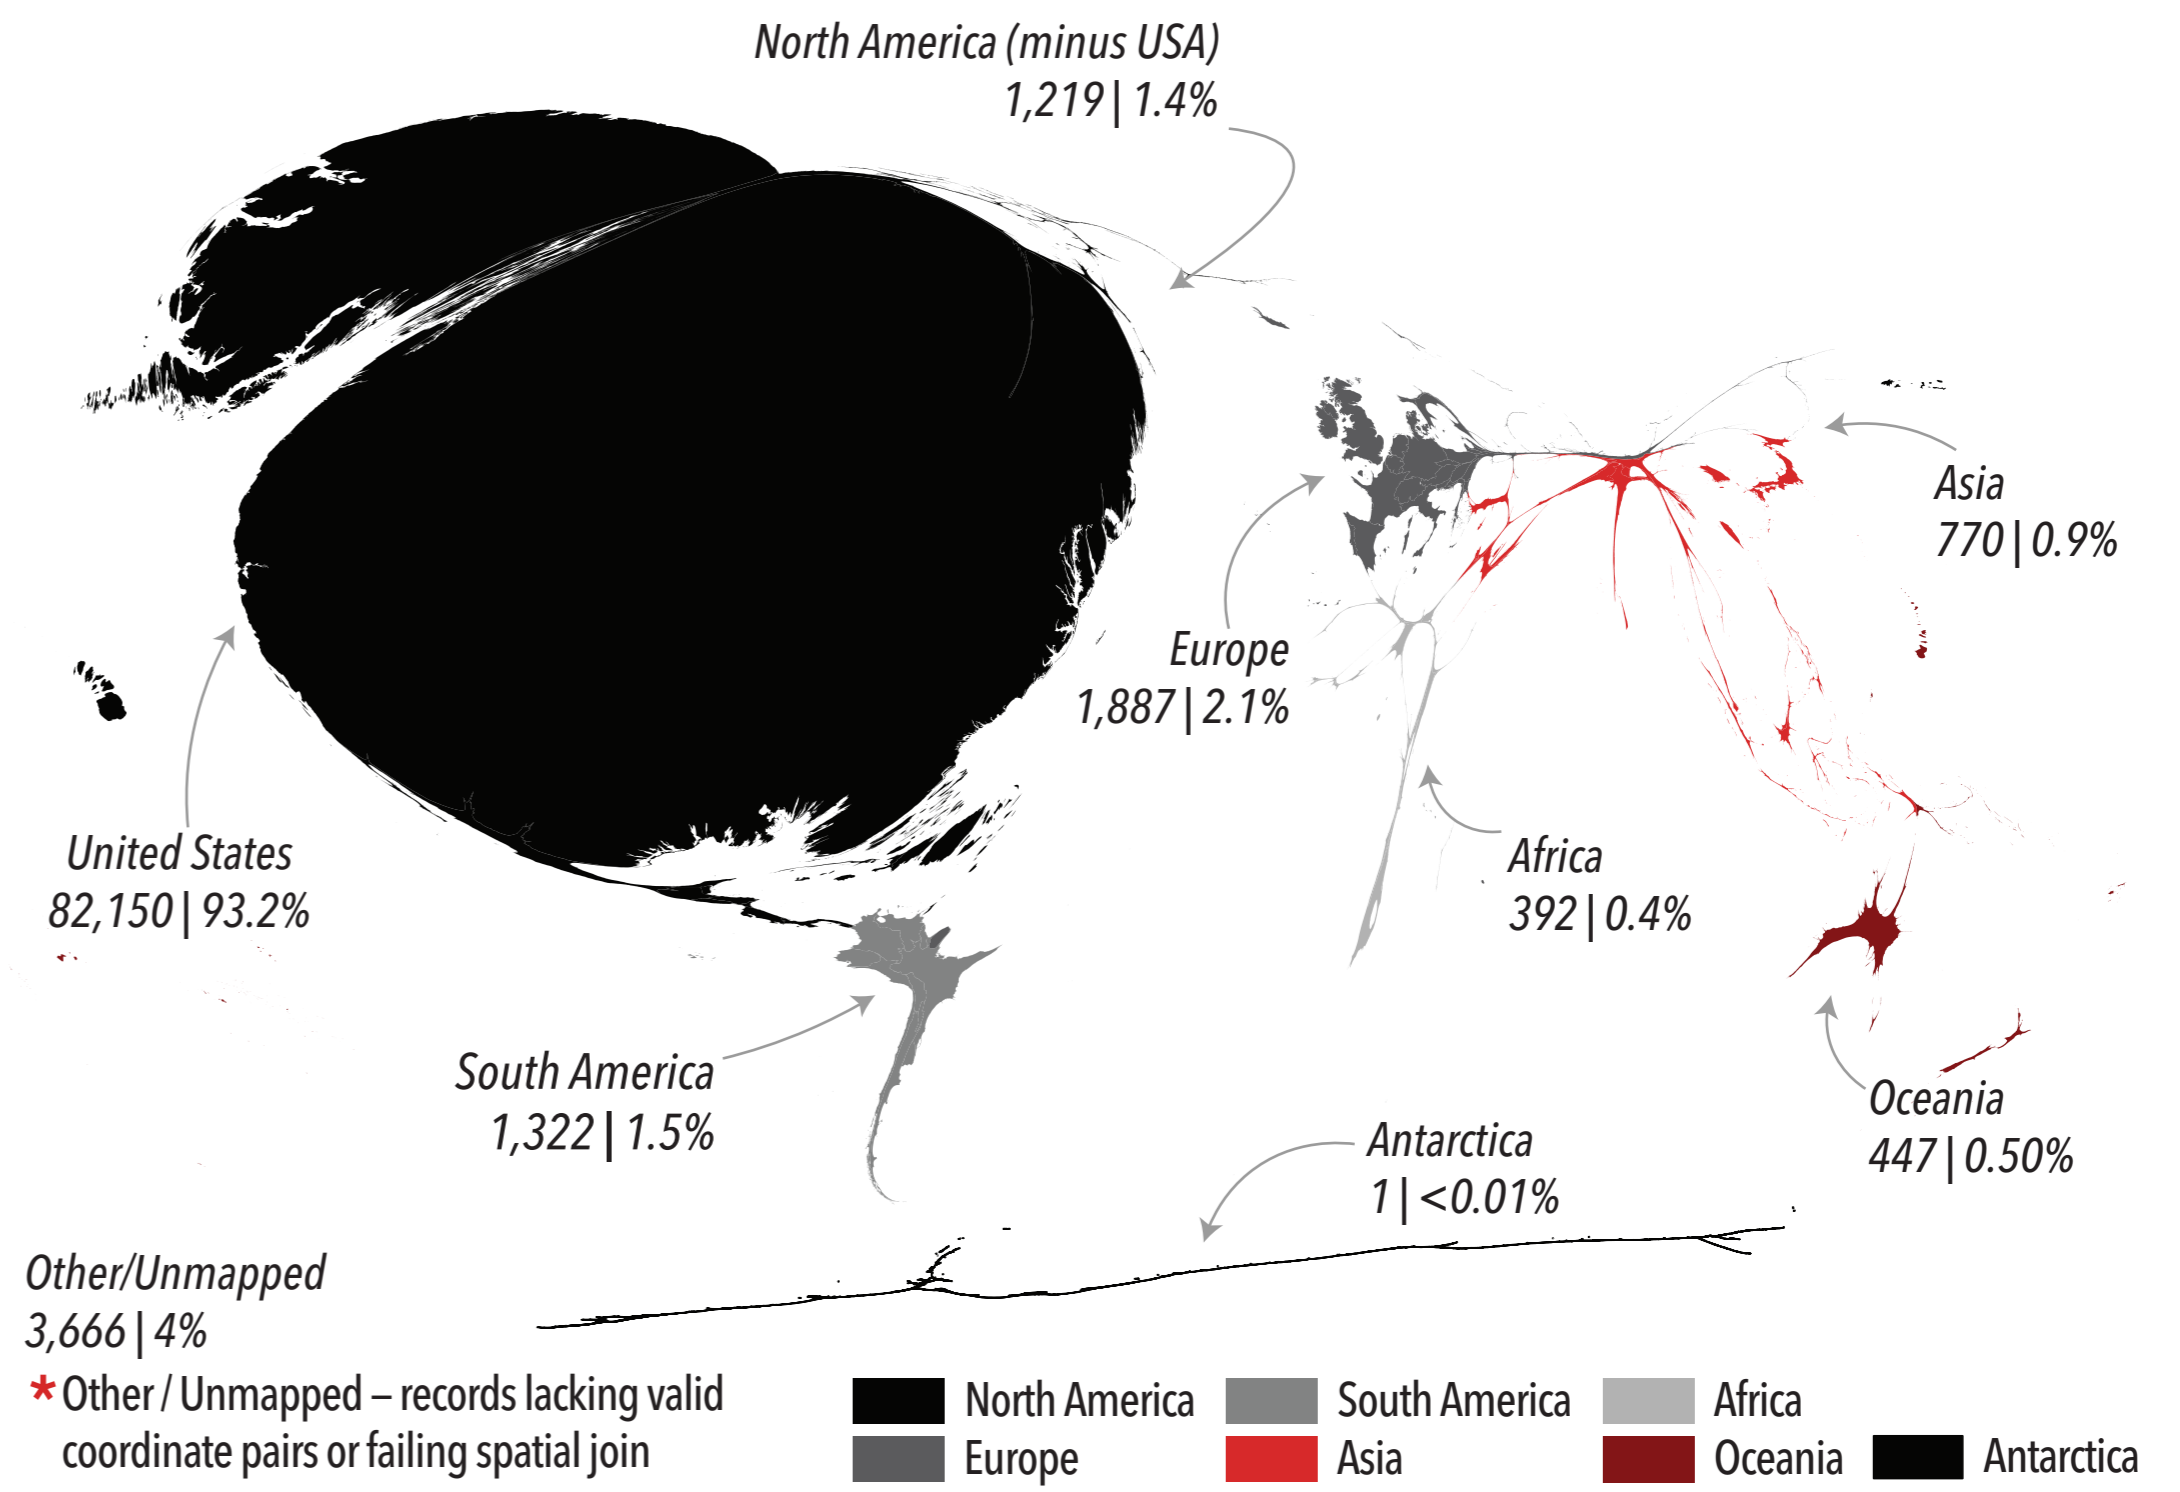 North America (minus USA)
1,219 | 1.4%
Asia
770 | 0.9%
Europe
1,887 | 2.1%
United States
82,150 | 93.2%
Africa
392 | 0.4%
South America
1,322 | 1.5%
Oceania
447 | 0.50%
Antarctica
1 | <0.01%
Other/Unmapped
3,666 | 4%
* Other / Unmapped – records lacking valid
coordinate pairs or failing spatial join
North America
South America
Africa
Europe
Asia
Oceania
Antarctica